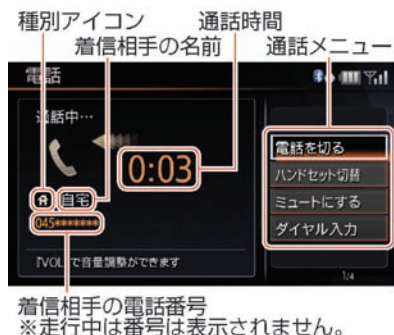 種別アイコン
着信相手の名前
通話時間
通話メニュー
電話
通話中…
0:03
自宅
045*******
『VOL』で音量調整ができます
電話を切る
ハンドセット切替
ミュートにする
ダイヤル入力
1/4
着信相手の電話番号
※走行中は番号は表示されません。